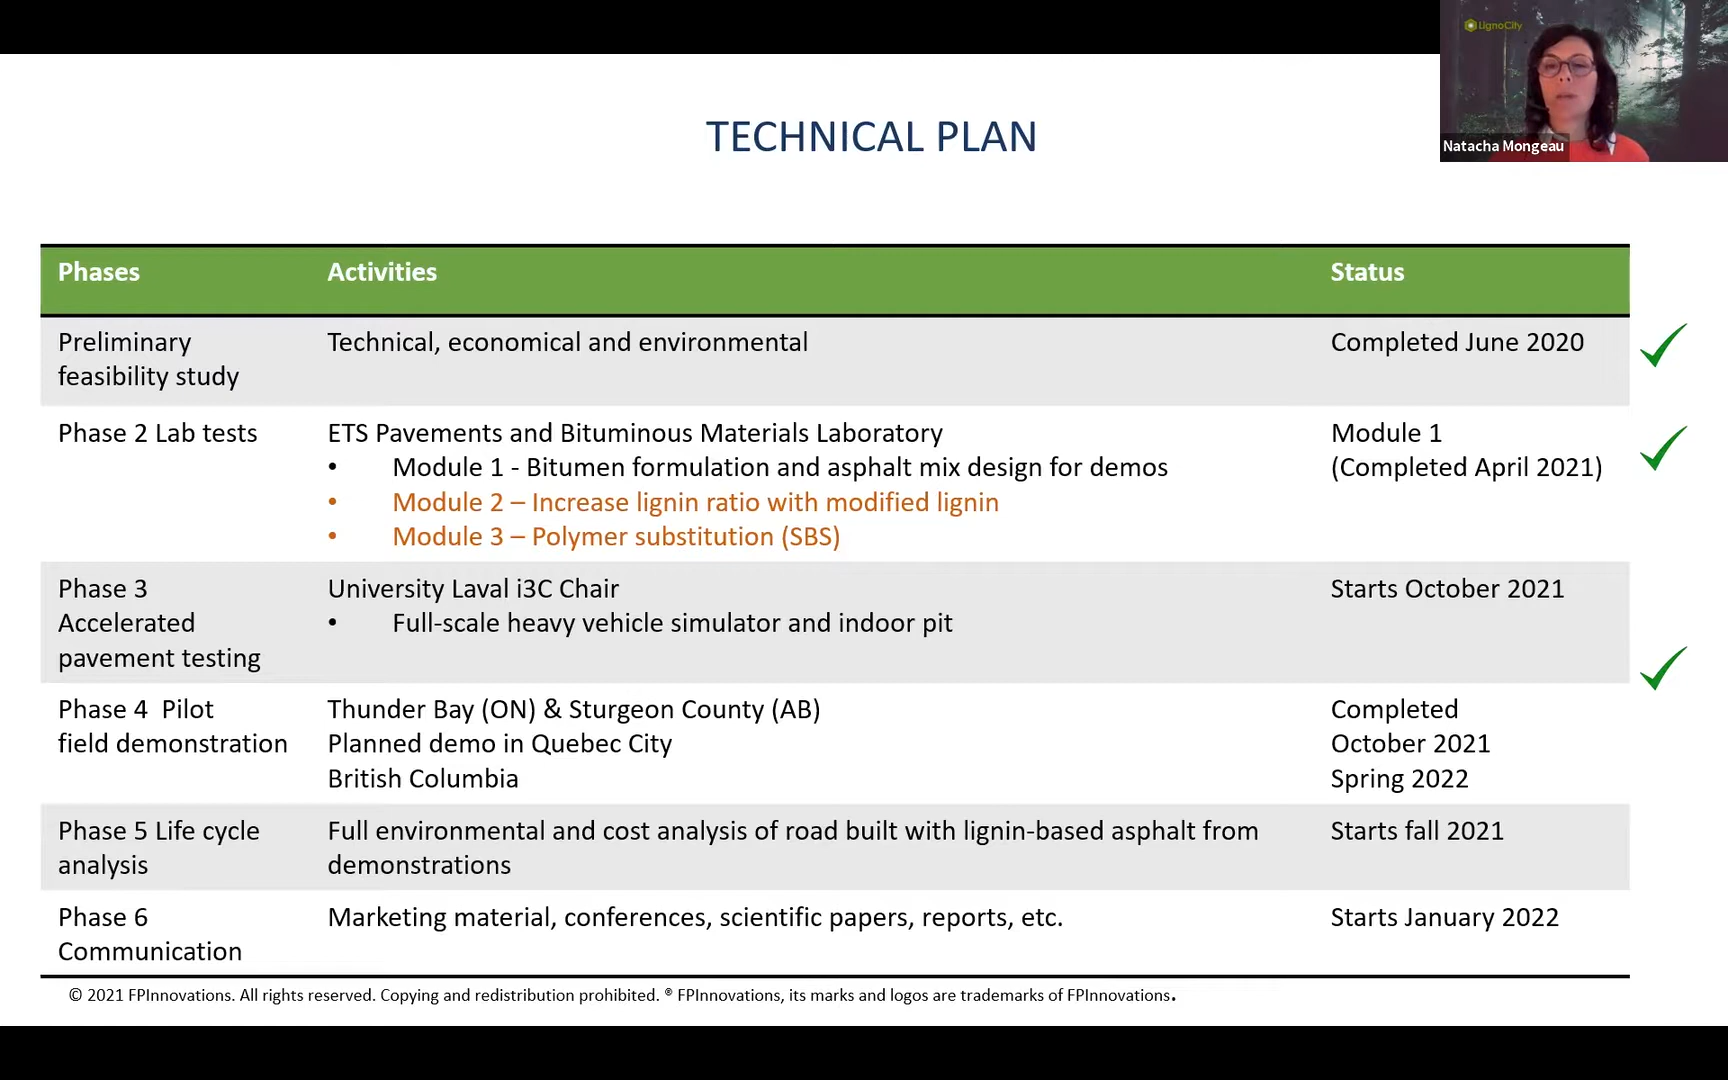 LignoCity
Natacha Mongeau
TECHNICAL PLAN
Phases Activities Status
Preliminary feasibility study
Technical, economical and environmental
Completed June 2020
Phase 2 Lab tests
ETS Pavements and Bituminous Materials Laboratory
• Module 1 - Bitumen formulation and asphalt mix design for demos
• Module 2 – Increase lignin ratio with modified lignin
• Module 3 – Polymer substitution (SBS)
Module 1
(Completed April 2021)
Phase 3
Accelerated
pavement testing
University Laval i3C Chair
• Full-scale heavy vehicle simulator and indoor pit
Starts October 2021
Phase 4 Pilot
field demonstration
Thunder Bay (ON) & Sturgeon County (AB)
Planned demo in Quebec City
British Columbia
Completed
October 2021
Spring 2022
Phase 5 Life cycle
analysis
Full environmental and cost analysis of road built with lignin-based asphalt from
demonstrations
Starts fall 2021
Phase 6
Communication
Marketing material, conferences, scientific papers, reports, etc.
Starts January 2022
© 2021 FPInnovations. All rights reserved. Copying and redistribution prohibited. ® FPInnovations, its marks and logos are trademarks of FPInnovations.